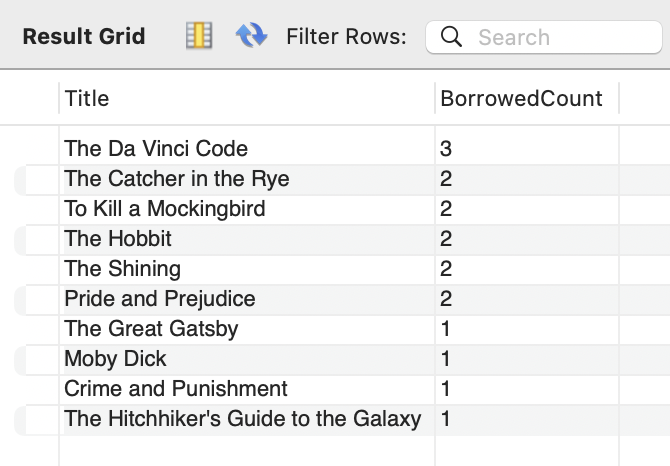 Result Grid Filter Rows: Search
Title BorrowedCount
The Da Vinci Code 3
The Catcher in the Rye 2
To Kill a Mockingbird 2
The Hobbit 2
The Shining 2
Pride and Prejudice 2
The Great Gatsby 1
Moby Dick 1
Crime and Punishment 1
The Hitchhiker's Guide to the Galaxy 1